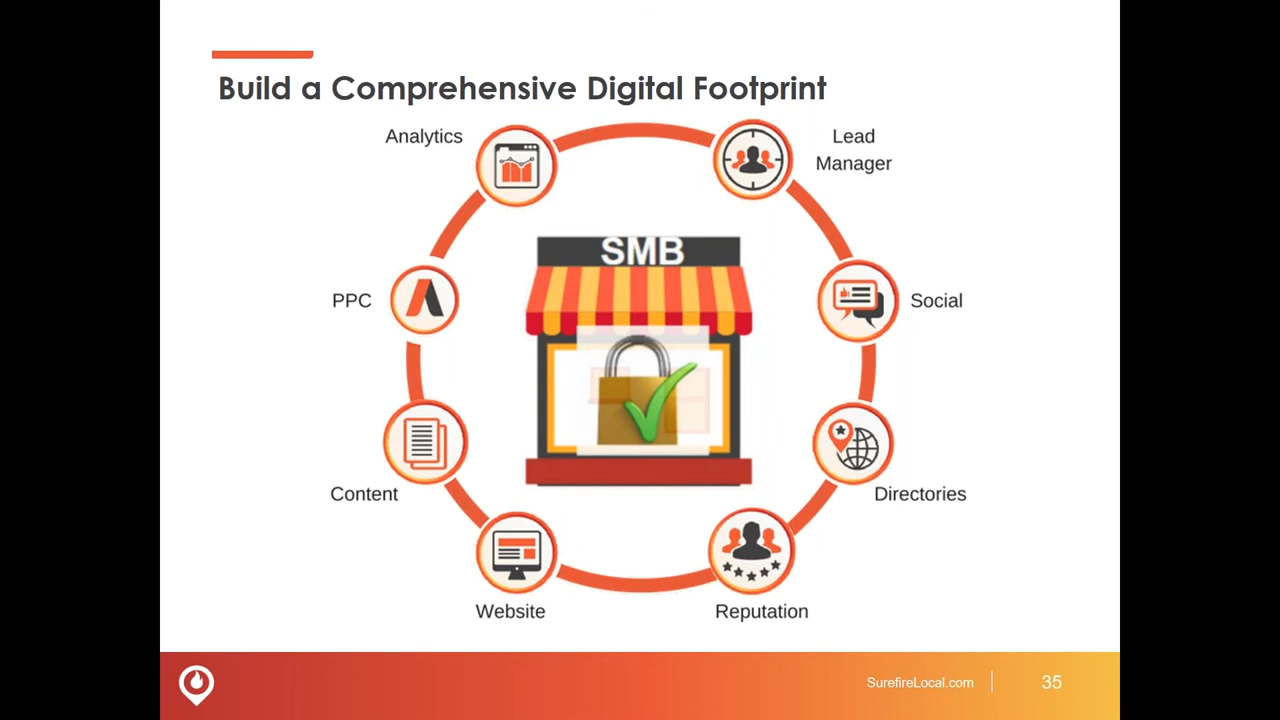 Build a Comprehensive Digital Footprint
Analytics
Lead
Manager
SMB
PPC
Social
Content
Directories
Website
Reputation
SurefireLocal.com
35